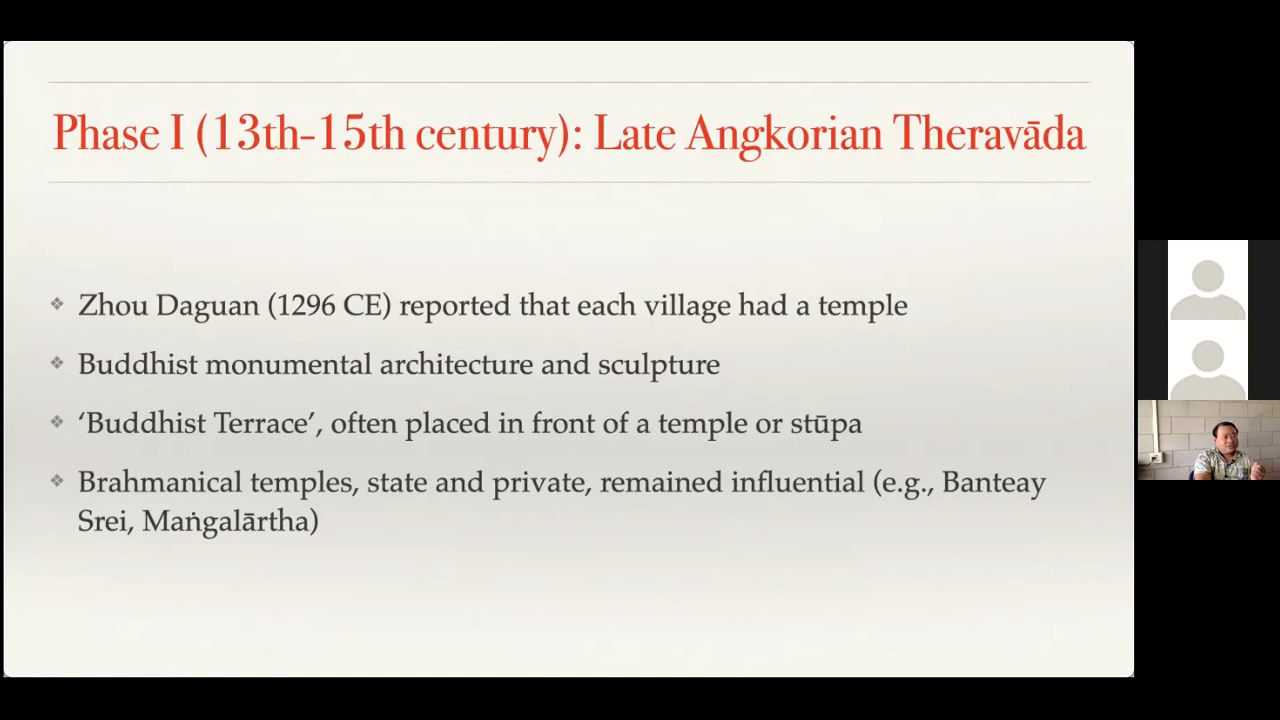 Phase I (13th-15th century): Late Angkorian Theravāda
❖ Zhou Daguan (1296 CE) reported that each village had a temple
❖ Buddhist monumental architecture and sculpture
❖ ‘Buddhist Terrace’, often placed in front of a temple or stūpa
❖ Brahmanical temples, state and private, remained influential (e.g., Banteay
Srei, Maṅgalārtha)